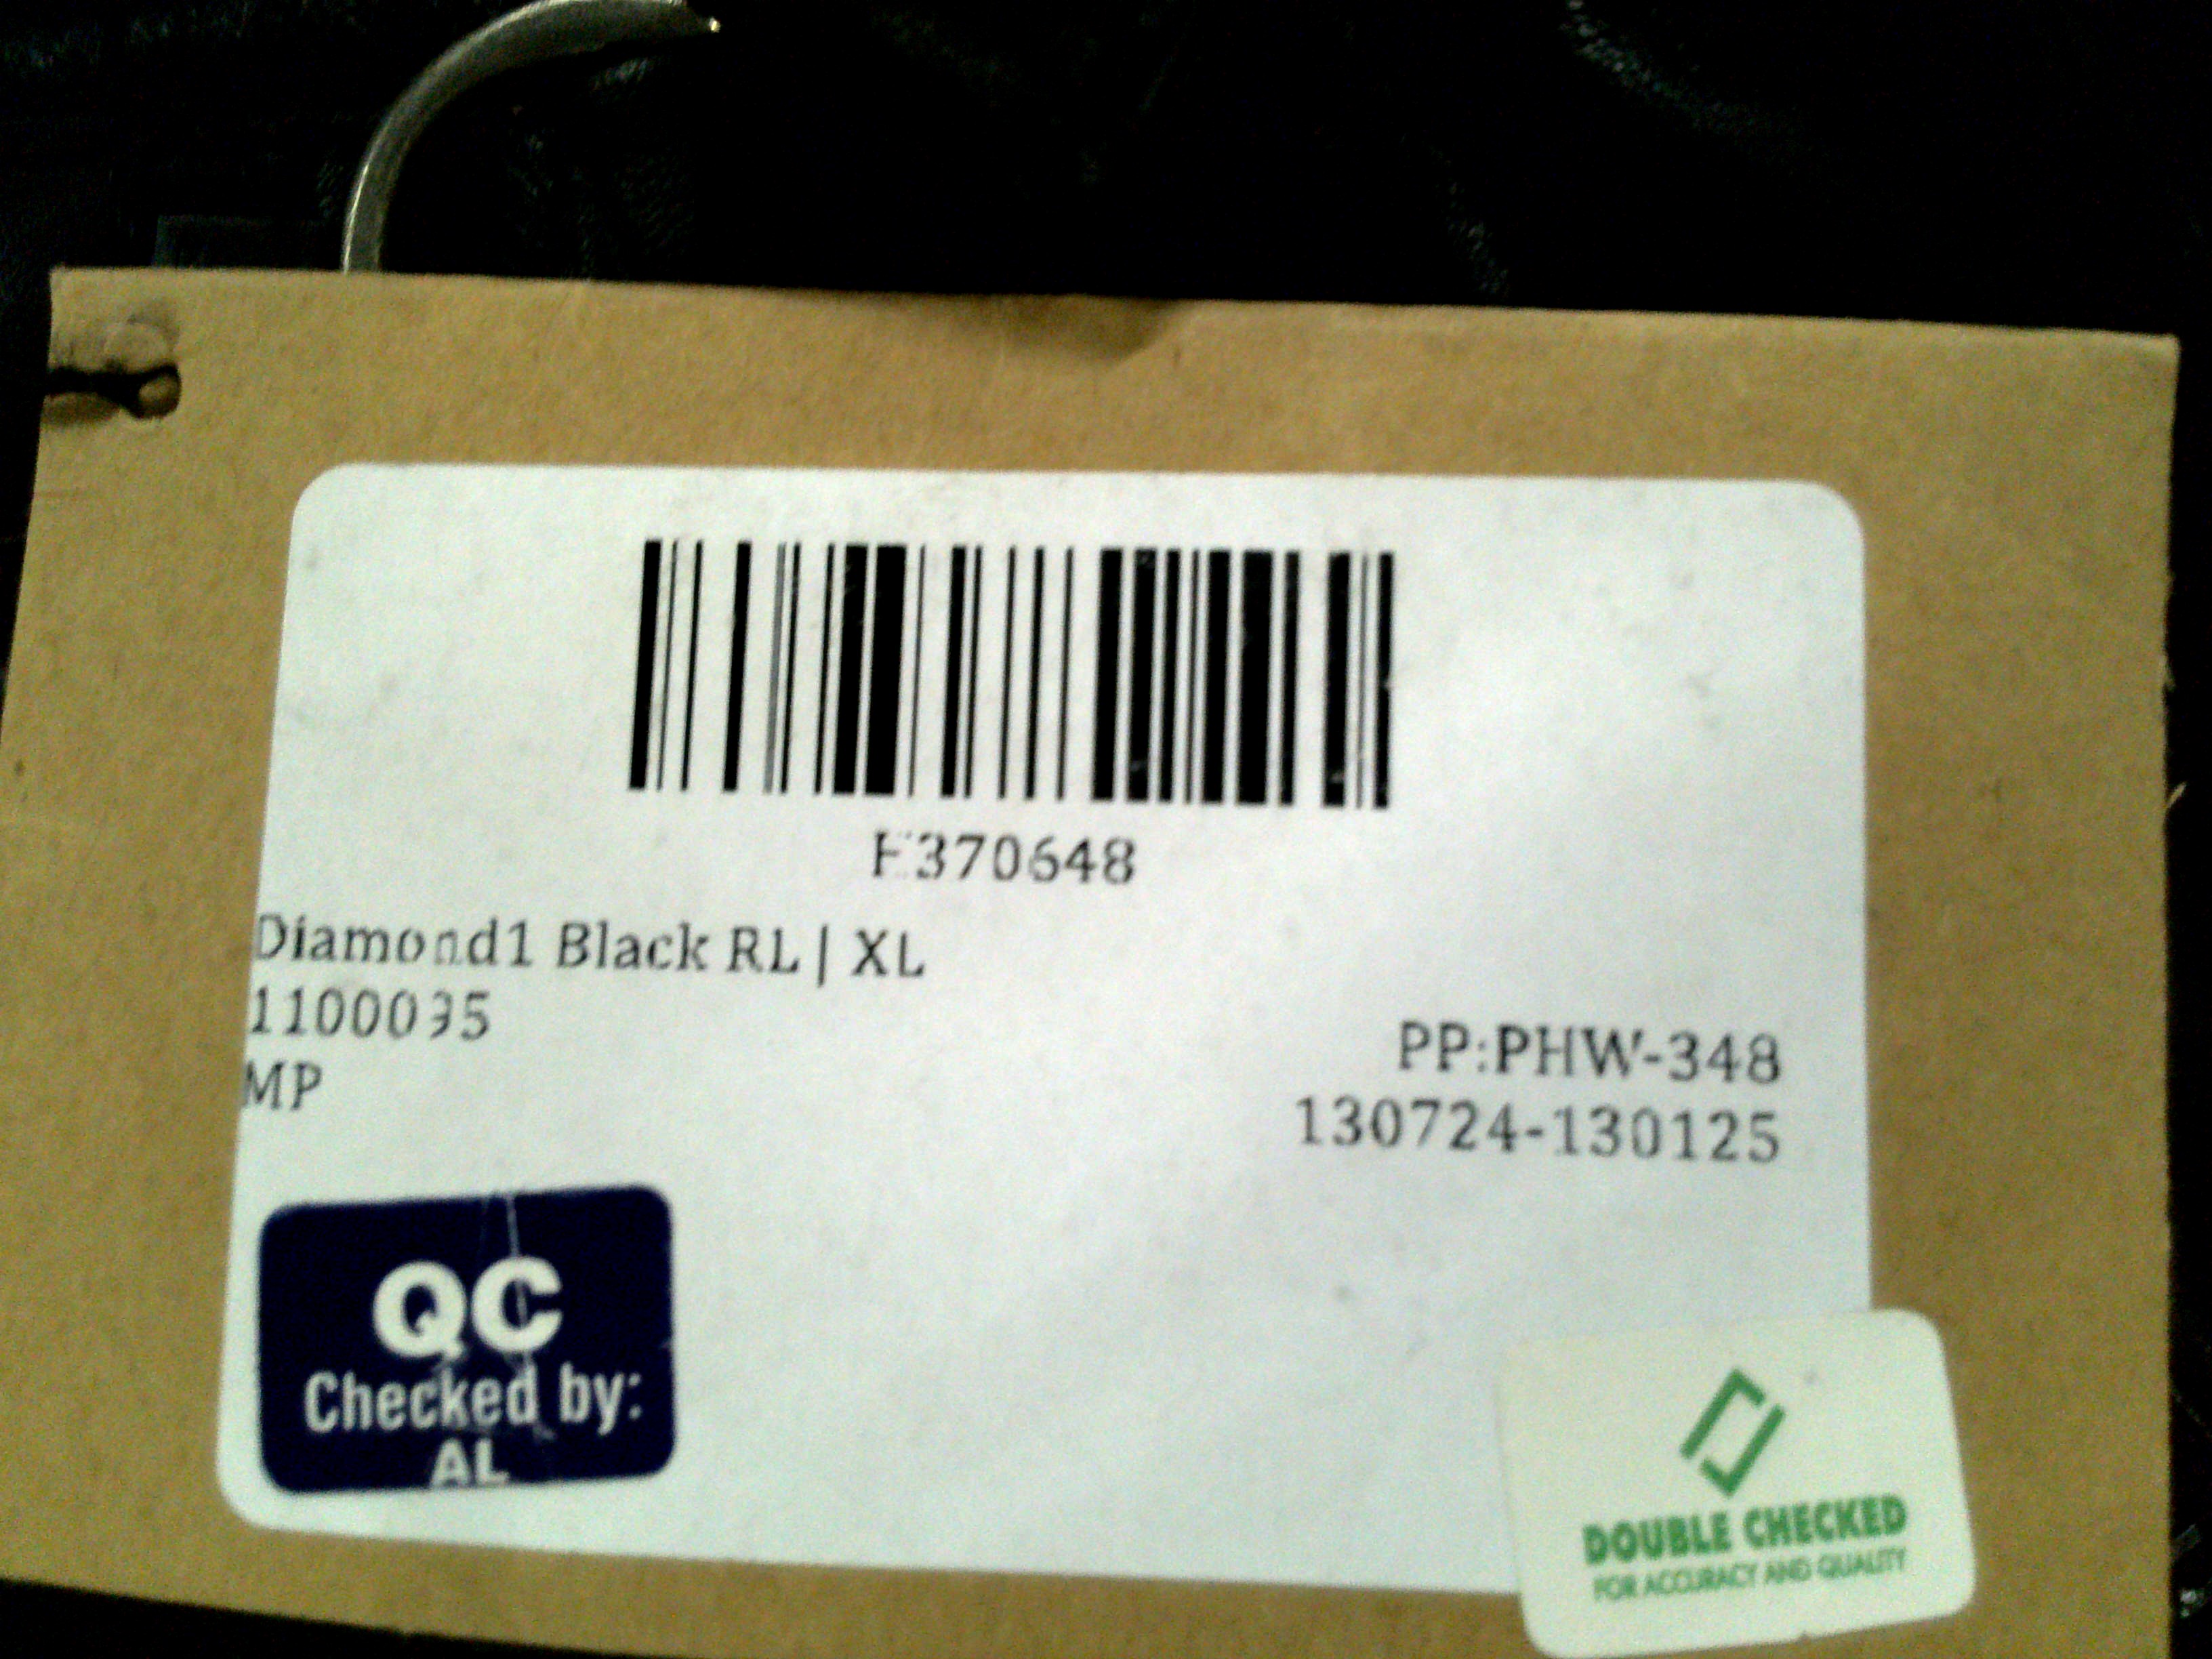 F370648
Diamond1 Black RL | XL
1100035
MP
PP:PHW-348
130724-130125
QC
Checked by:
AL
DOUBLE CHECKED
FOR ACCURACY AND QUALITY